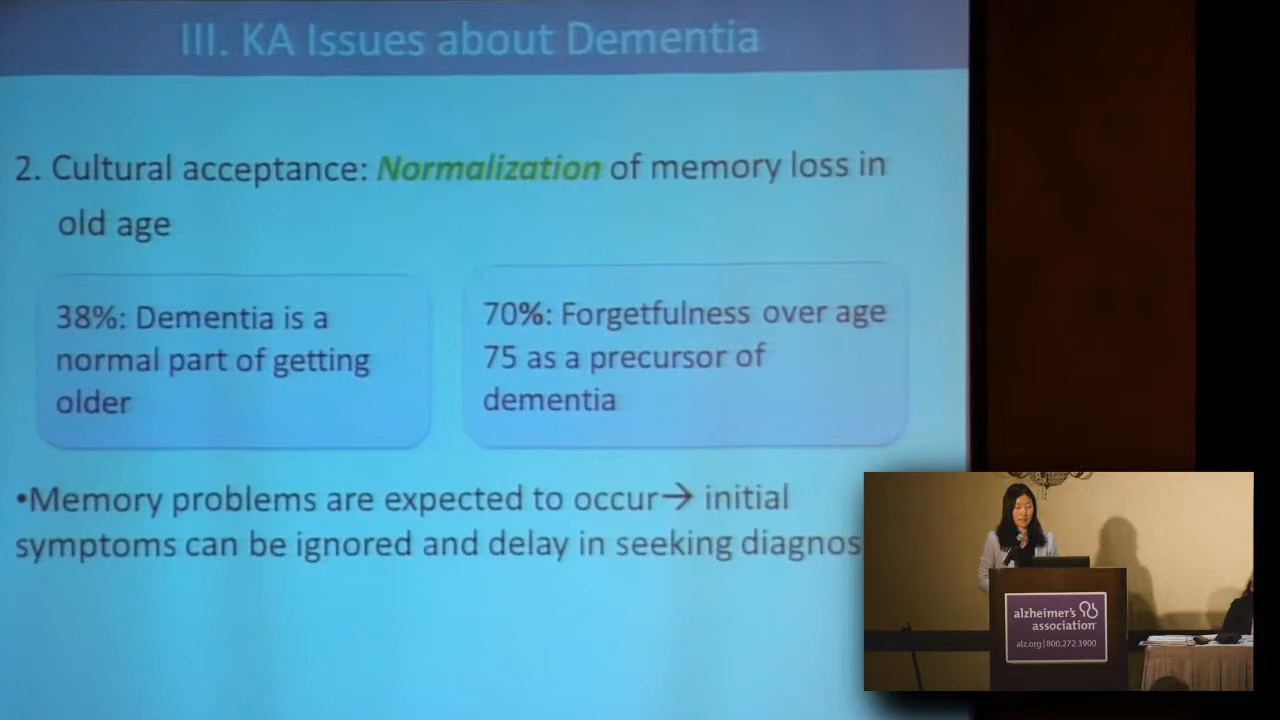 III. KA Issues about Dementia
2. Cultural acceptance: Normalization of memory loss in
old age
38%: Dementia is a
normal part of getting
older
70%: Forgetfulness over age
75 as a precursor of
dementia
•Memory problems are expected to occur→ initial
symptoms can be ignored and delay in seeking diagnos
alzheimer's
association
alz.org|800.272.3900